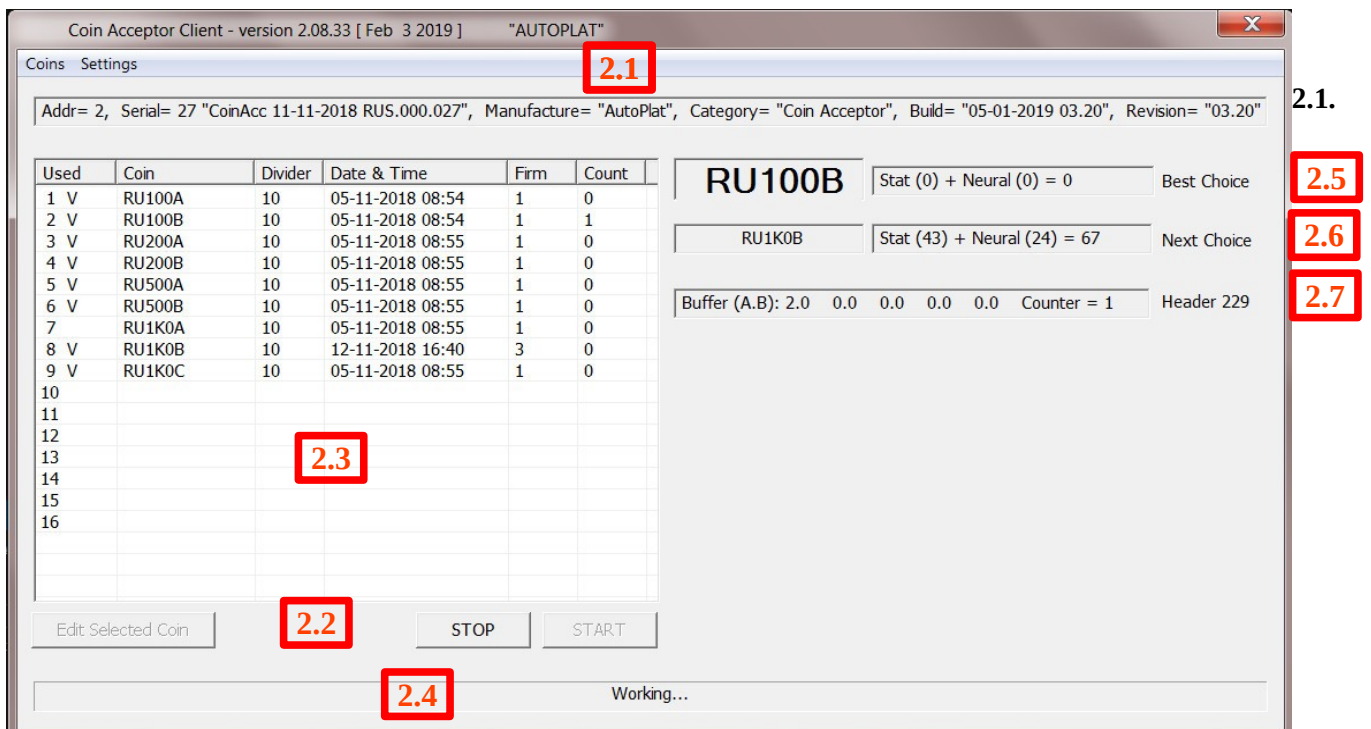 Coin Acceptor Client - version 2.08.33 [ Feb 3 2019 ] "AUTOPLAT"
X
Coins Settings
2.1
Addr= 2, Serial= 27 "CoinAcc 11-11-2018 RUS.000.027", Manufacture= "AutoPlat", Category= "Coin Acceptor", Build= "05-01-2019 03.20", Revision= "03.20"
2.1.
Used Coin Divider Date & Time Firm Count
1 V RU100A 10 05-11-2018 08:54 1 0
2 V RU100B 10 05-11-2018 08:54 1 1
3 V RU200A 10 05-11-2018 08:55 1 0
4 V RU200B 10 05-11-2018 08:55 1 0
5 V RU500A 10 05-11-2018 08:55 1 0
6 V RU500B 10 05-11-2018 08:55 1 0
7 RU1K0A 10 05-11-2018 08:55 1 0
8 V RU1K0B 10 12-11-2018 16:40 3 0
9 V RU1K0C 10 05-11-2018 08:55 1 0
10
11
12
13
14
15
16
2.3
RU100B Stat (0) + Neural (0) = 0 Best Choice 2.5
RU1K0B Stat (43) + Neural (24) = 67 Next Choice 2.6
Buffer (A.B): 2.0 0.0 0.0 0.0 0.0 Counter = 1 Header 229 2.7
Edit Selected Coin 2.2 STOP START
2.4 Working...